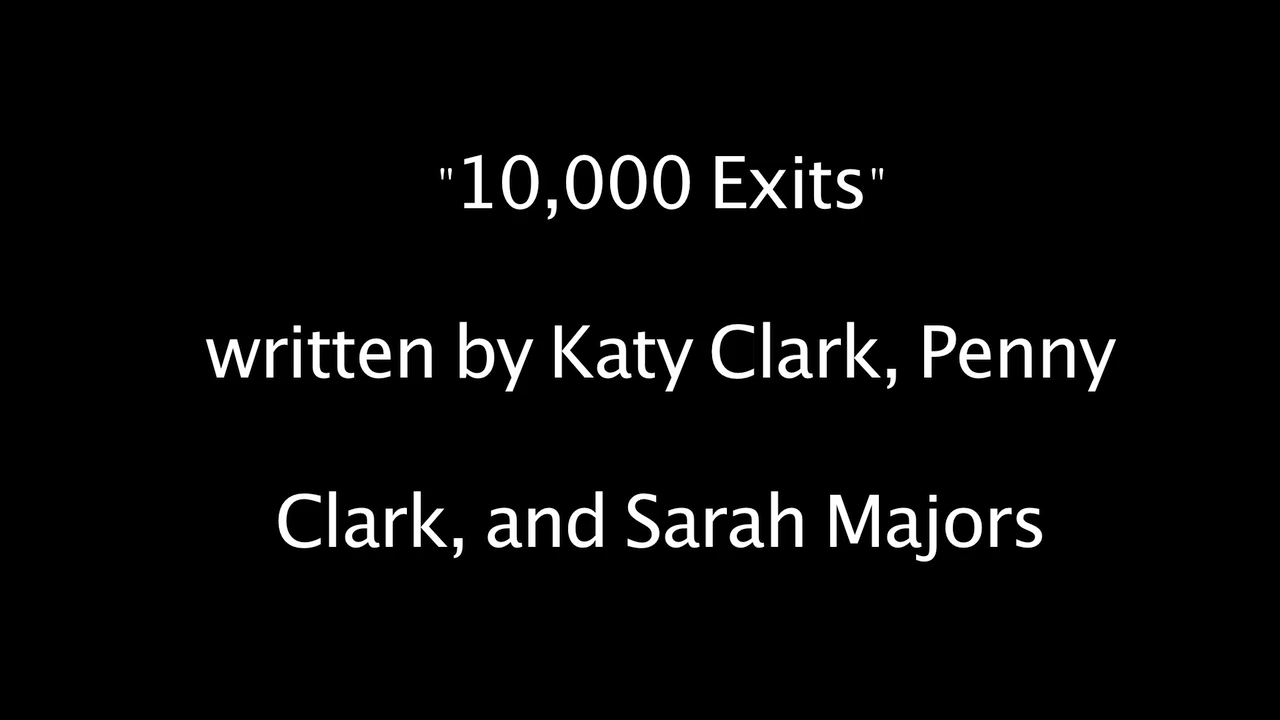 "10,000 Exits"
written by Katy Clark, Penny
Clark, and Sarah Majors